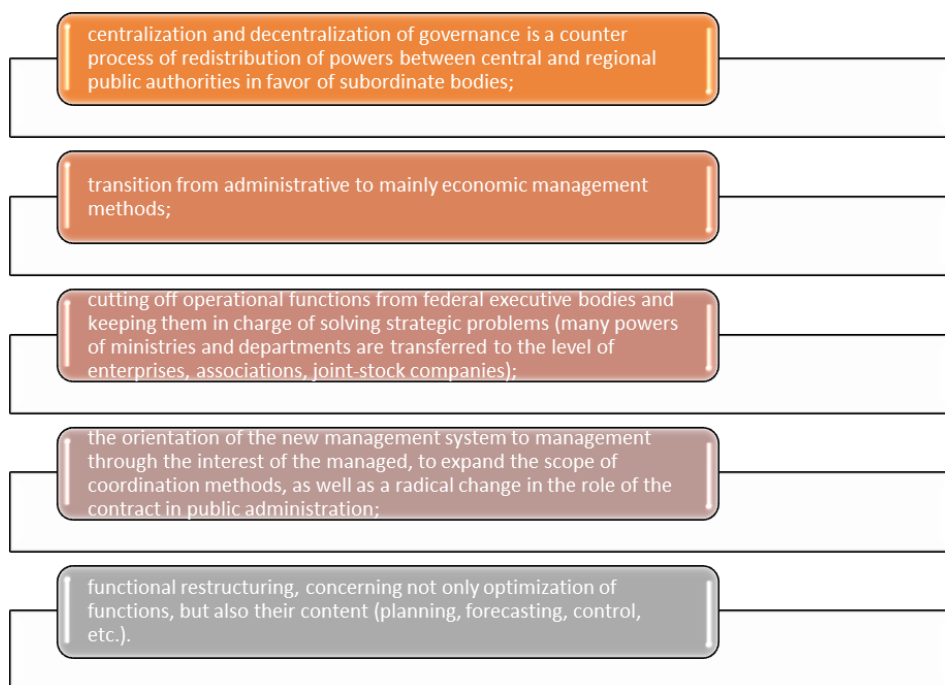 centralization and decentralization of governance is a counter
process of redistribution of powers between central and regional
public authorities in favor of subordinate bodies;
transition from administrative to mainly economic management
methods;
cutting off operational functions from federal executive bodies and
keeping them in charge of solving strategic problems (many powers
of ministries and departments are transferred to the level of
enterprises, associations, joint-stock companies);
the orientation of the new management system to management
through the interest of the managed, to expand the scope of
coordination methods, as well as a radical change in the role of the
contract in public administration;
functional restructuring, concerning not only optimization of
functions, but also their content (planning, forecasting, control,
etc.).